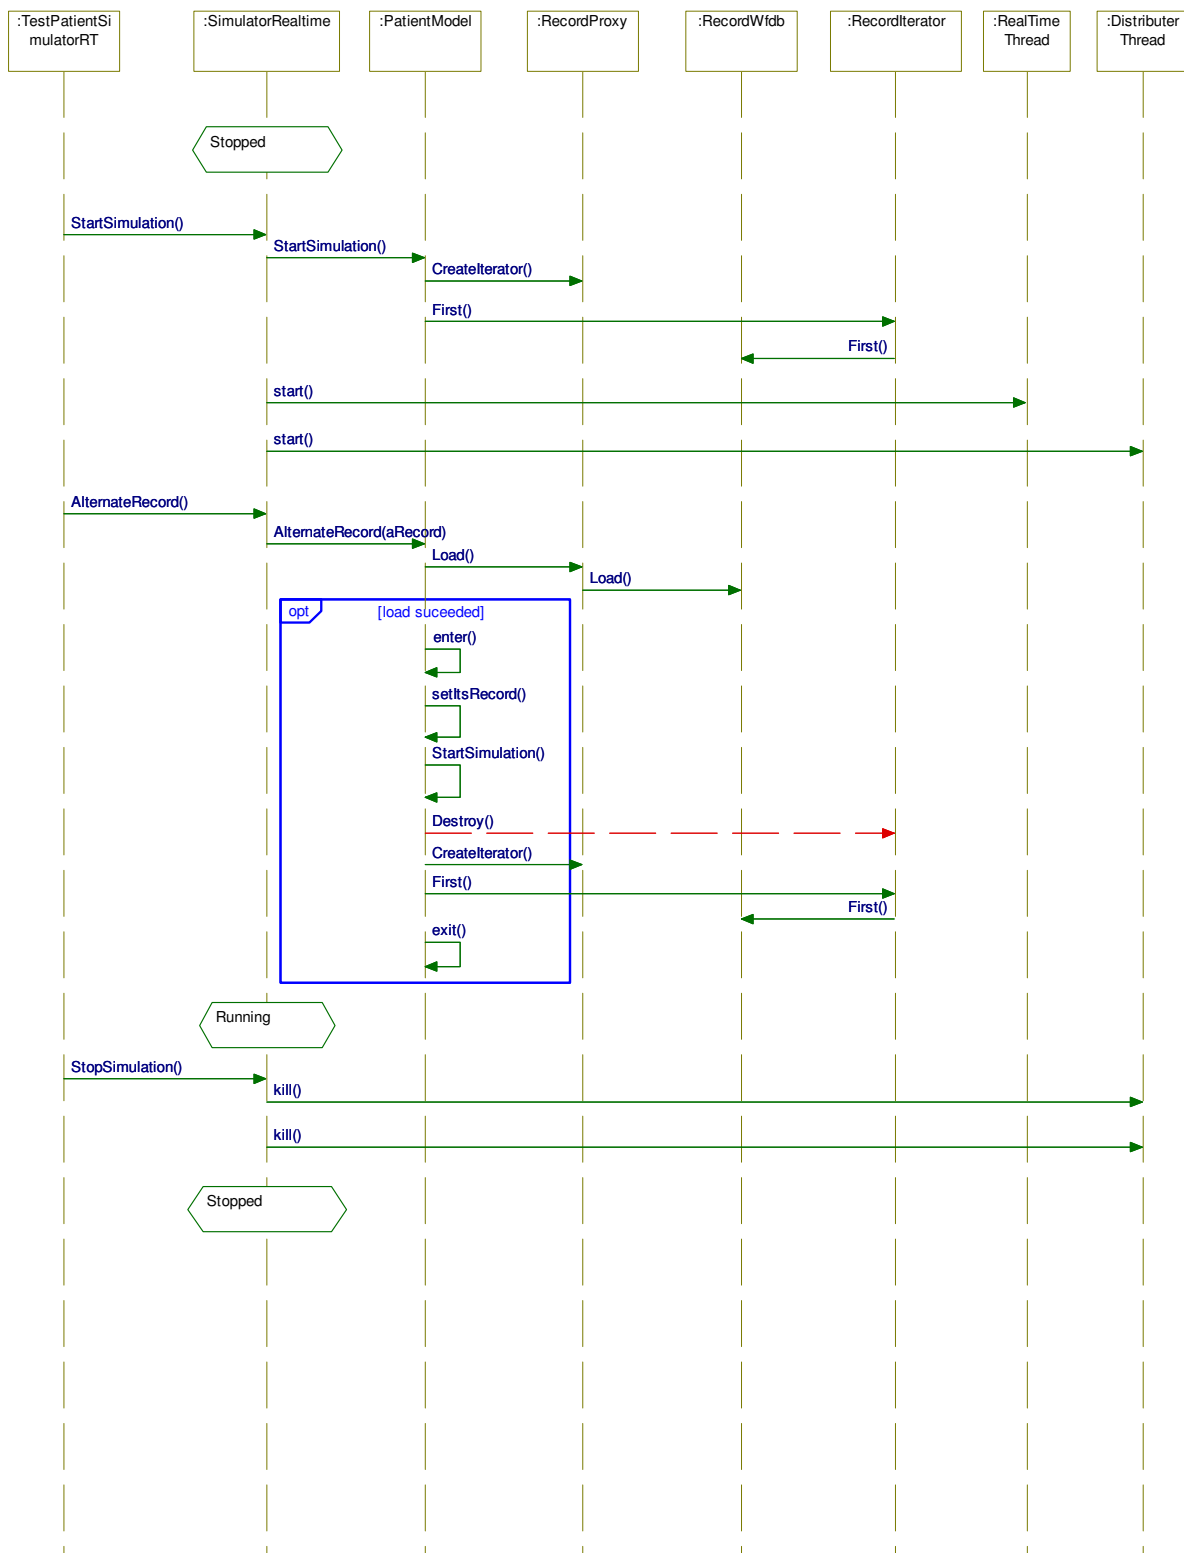 :TestPatientSi
mulatorRT
:SimulatorRealtime
:PatientModel
:RecordProxy
:RecordWfdb
:RecordIterator
:RealTime
Thread
:Distributer
Thread
Stopped
StartSimulation()
StartSimulation()
CreateIterator()
First()
First()
start()
start()
AlternateRecord()
AlternateRecord(aRecord)
Load()
Load()
opt
[load suceeded]
enter()
setItsRecord()
StartSimulation()
Destroy()
CreateIterator()
First()
First()
exit()
Running
StopSimulation()
kill()
kill()
Stopped